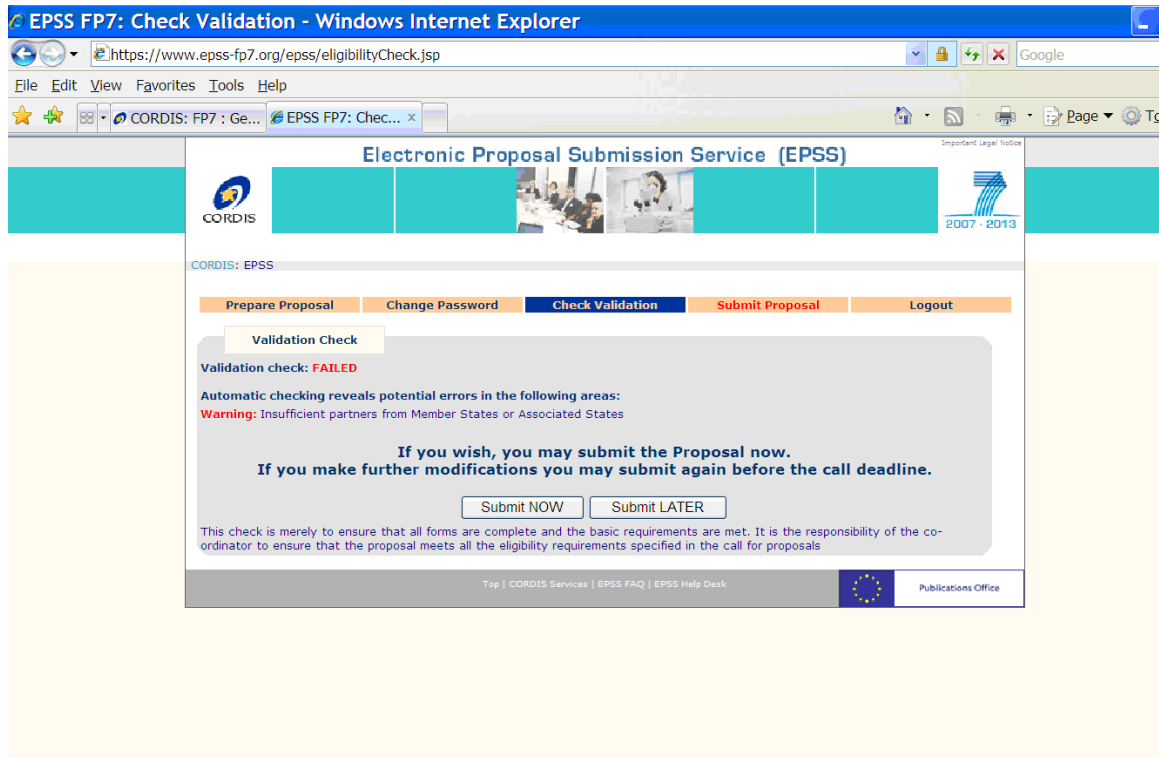 EPSS FP7: Check Validation - Windows Internet Explorer
https://www.epss-fp7.org/epss/eligibilityCheck.jsp
Google
File Edit View Favorites Tools Help
CORDIS: FP7 : Ge... EPSS FP7: Chec... x
Page
Important Legal Notice
Electronic Proposal Submission Service (EPSS)
CORDIS
7
2007 - 2013
CORDIS: EPSS
Prepare Proposal Change Password Check Validation Submit Proposal Logout
Validation Check
Validation check: FAILED
Automatic checking reveals potential errors in the following areas:
Warning: Insufficient partners from Member States or Associated States
If you wish, you may submit the Proposal now.
If you make further modifications you may submit again before the call deadline.
Submit NOW Submit LATER
This check is merely to ensure that all forms are complete and the basic requirements are met. It is the responsibility of the co-
ordinator to ensure that the proposal meets all the eligibility requirements specified in the call for proposals
Top | CORDIS Services | EPSS FAQ | EPSS Help Desk
Publications Office